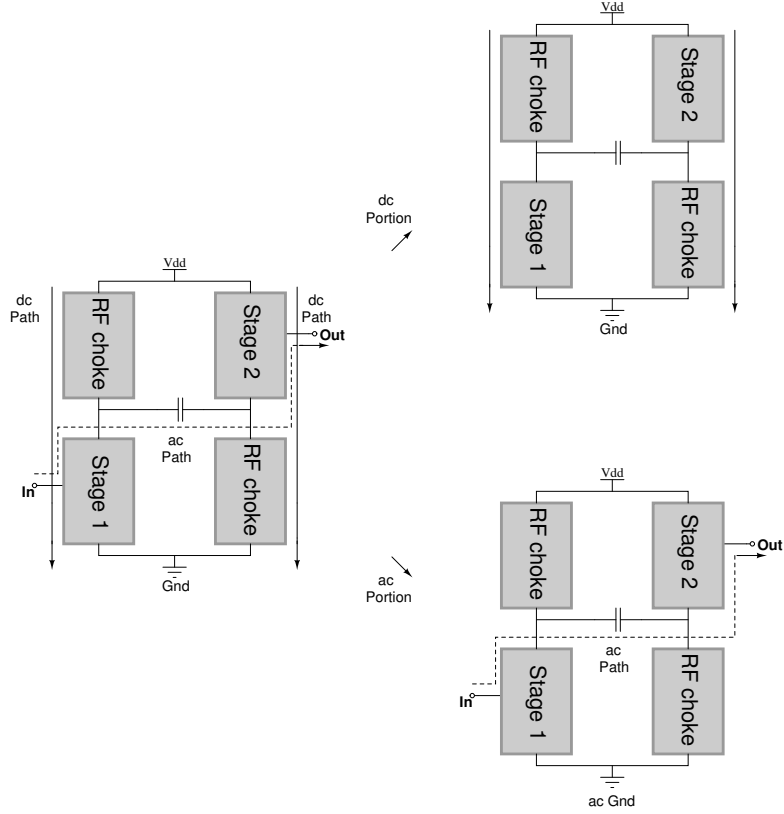 Vdd
RF choke
Stage 2
Stage 1
RF choke
Gnd
dc
Portion
Vdd
dc
Path
dc
Path
RF choke
Stage 2
Out
ac
Path
Stage 1
RF choke
In
Gnd
ac
Portion
Vdd
RF choke
Stage 2
Out
ac
Path
Stage 1
RF choke
In
ac Gnd